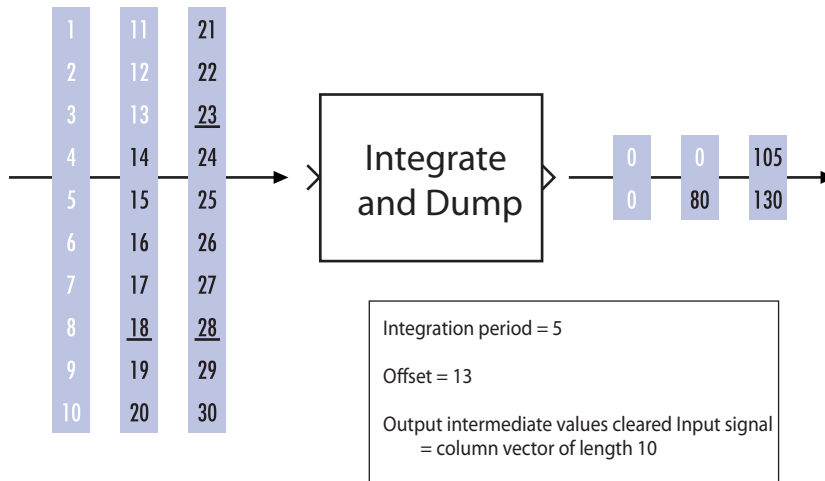 1 11 21
2 12 22
3 13 23
4 14 24
5 15 25
6 16 26
7 17 27
8 18 28
9 19 29
10 20 30
Integrate
and Dump
0 0 105
0 80 130
Integration period = 5
Offset = 13
Output intermediate values cleared Input signal
= column vector of length 10